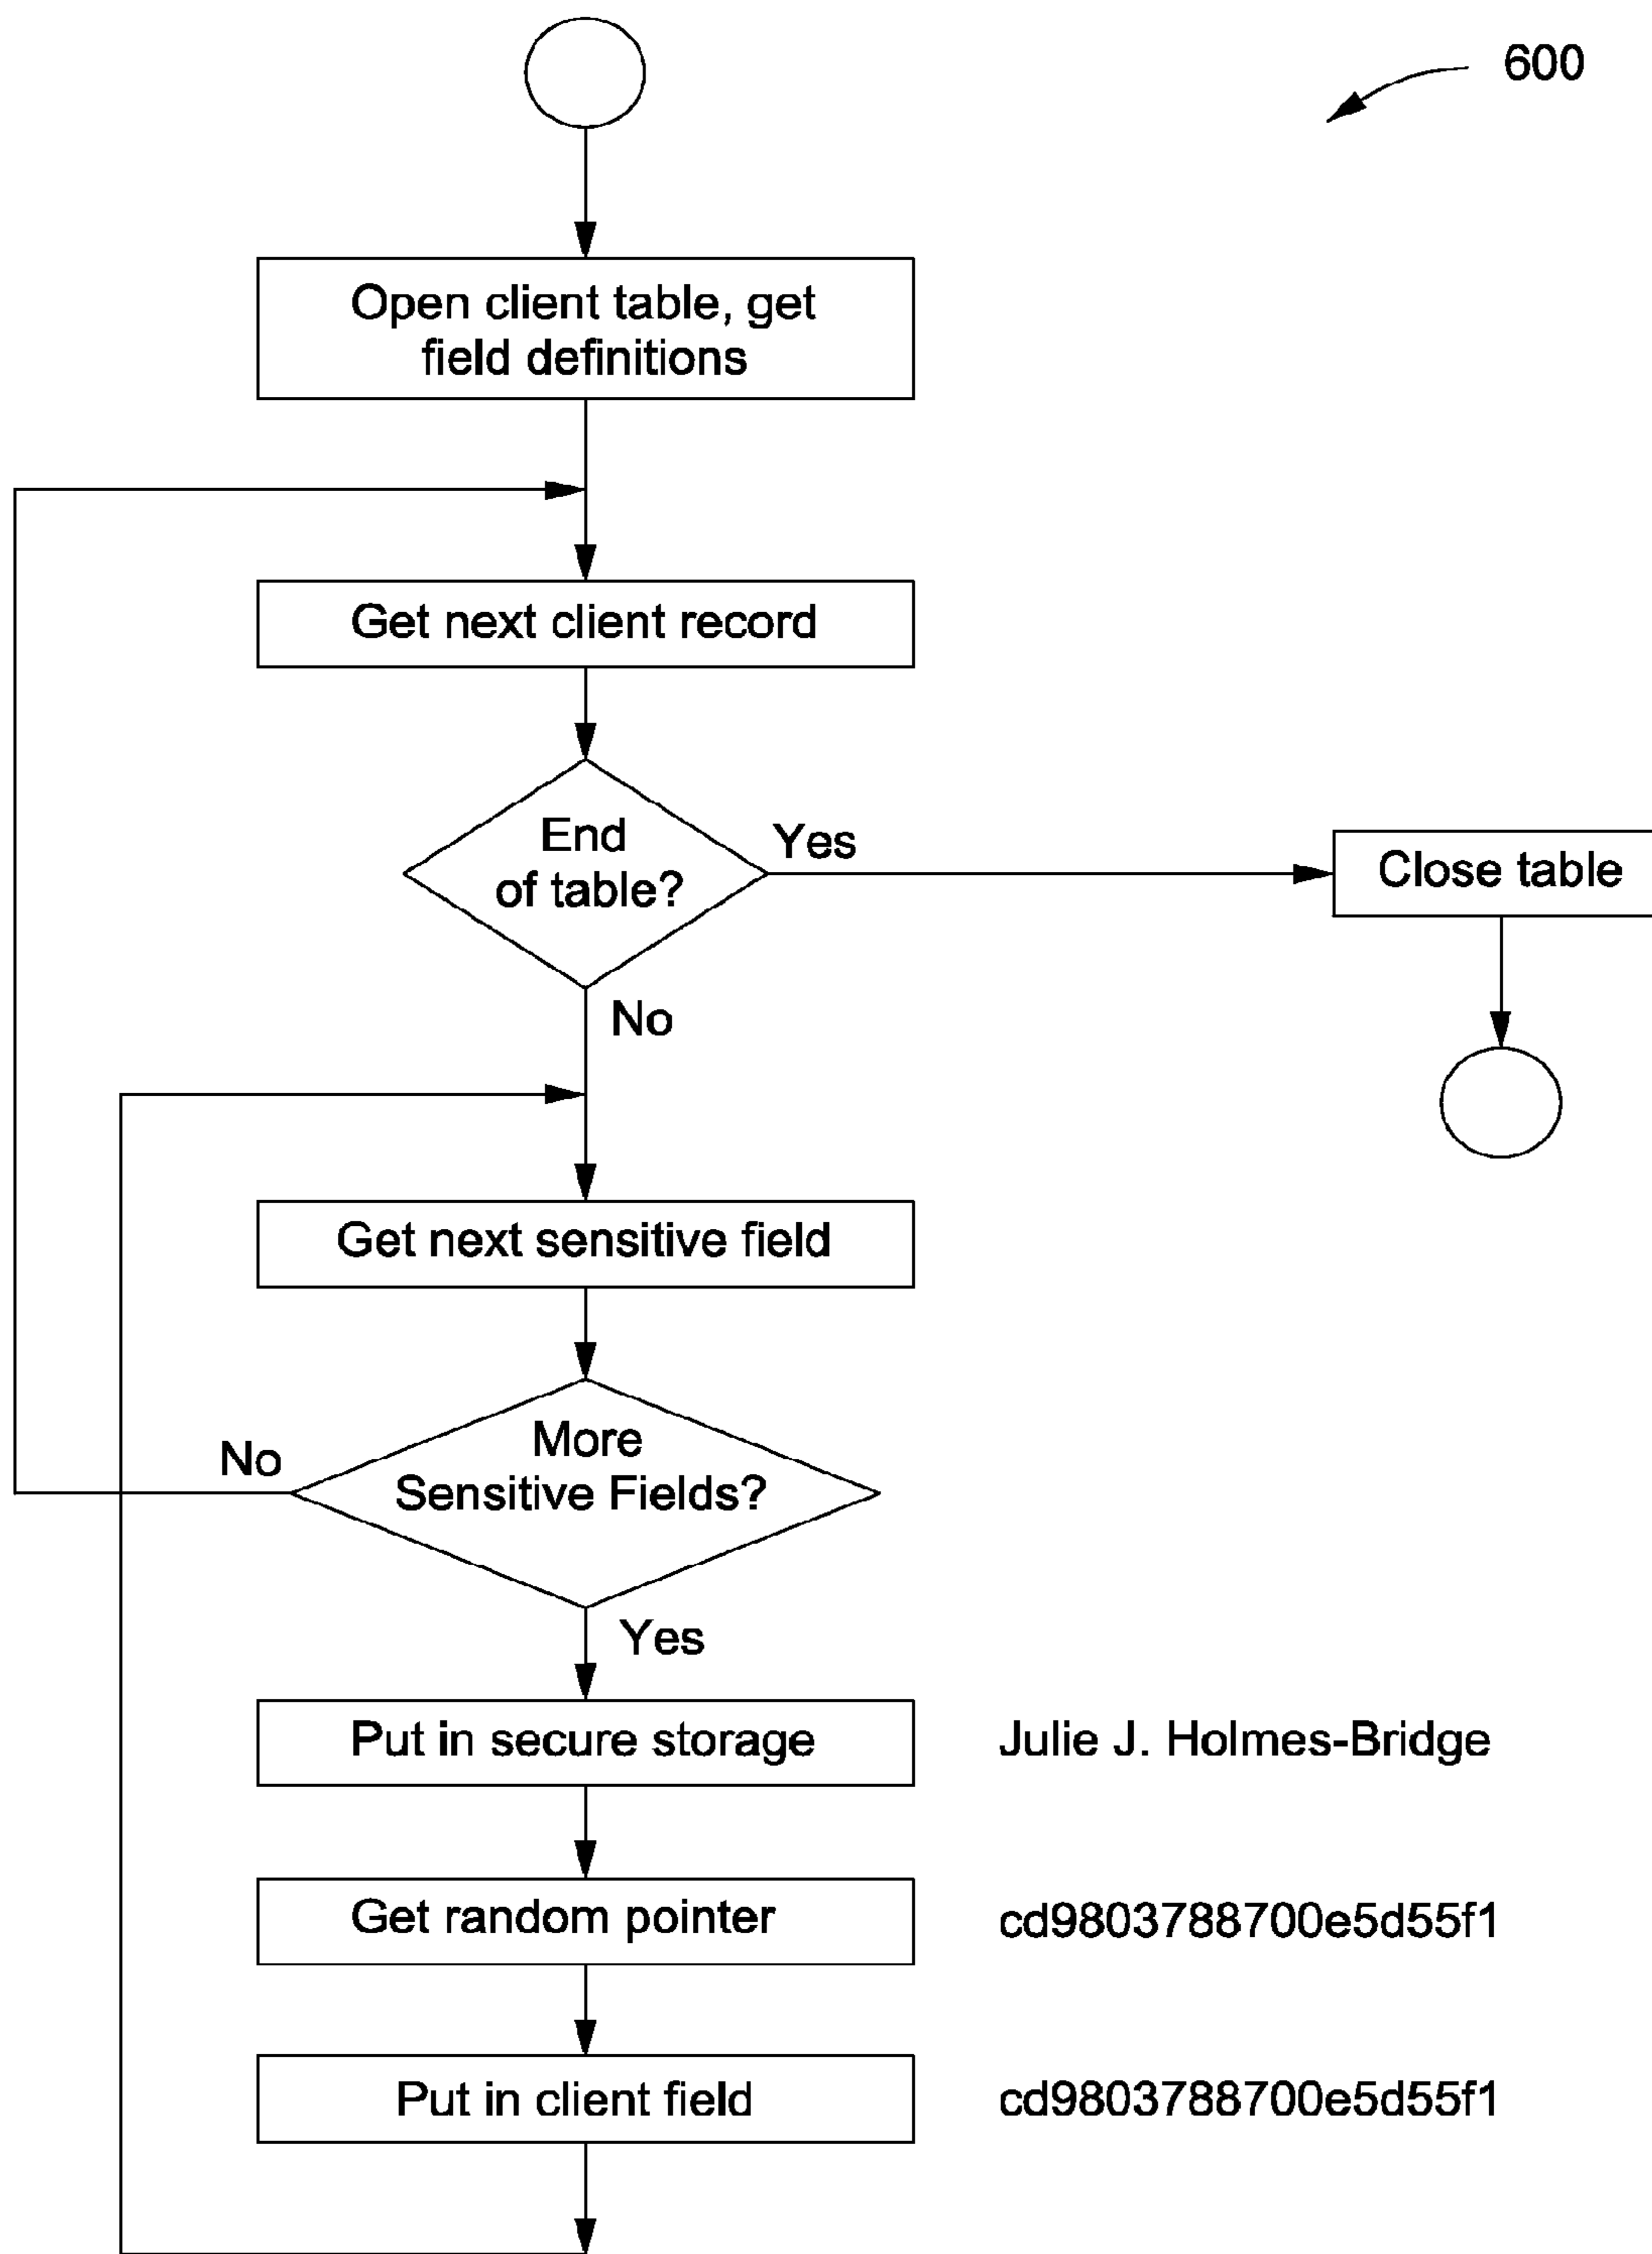 600
Open client table, get
field definitions
Get next client record
End
of table?
Yes
Close table
No
Get next sensitive field
More
Sensitive Fields?
No
Yes
Put in secure storage
Julie J. Holmes-Bridge
Get random pointer
cd9803788700e5d55f1
Put in client field
cd9803788700e5d55f1